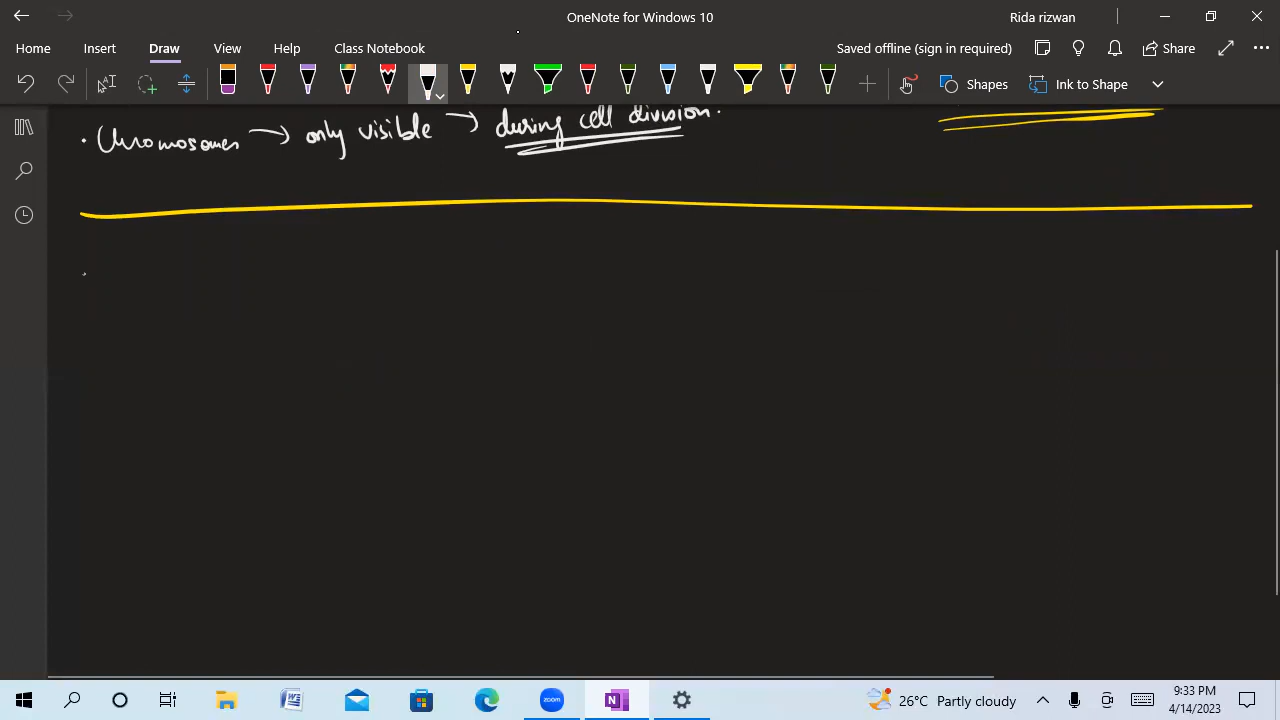 OneNote for Windows 10
Rida rizwan
Home Insert Draw View Help Class Notebook
Saved offline (sign in required)
Share
Shapes
Ink to Shape
. Chromosomes → only visible → during cell division.
zoom
26°C Partly cloudy
9:33 PM
4/14/2023